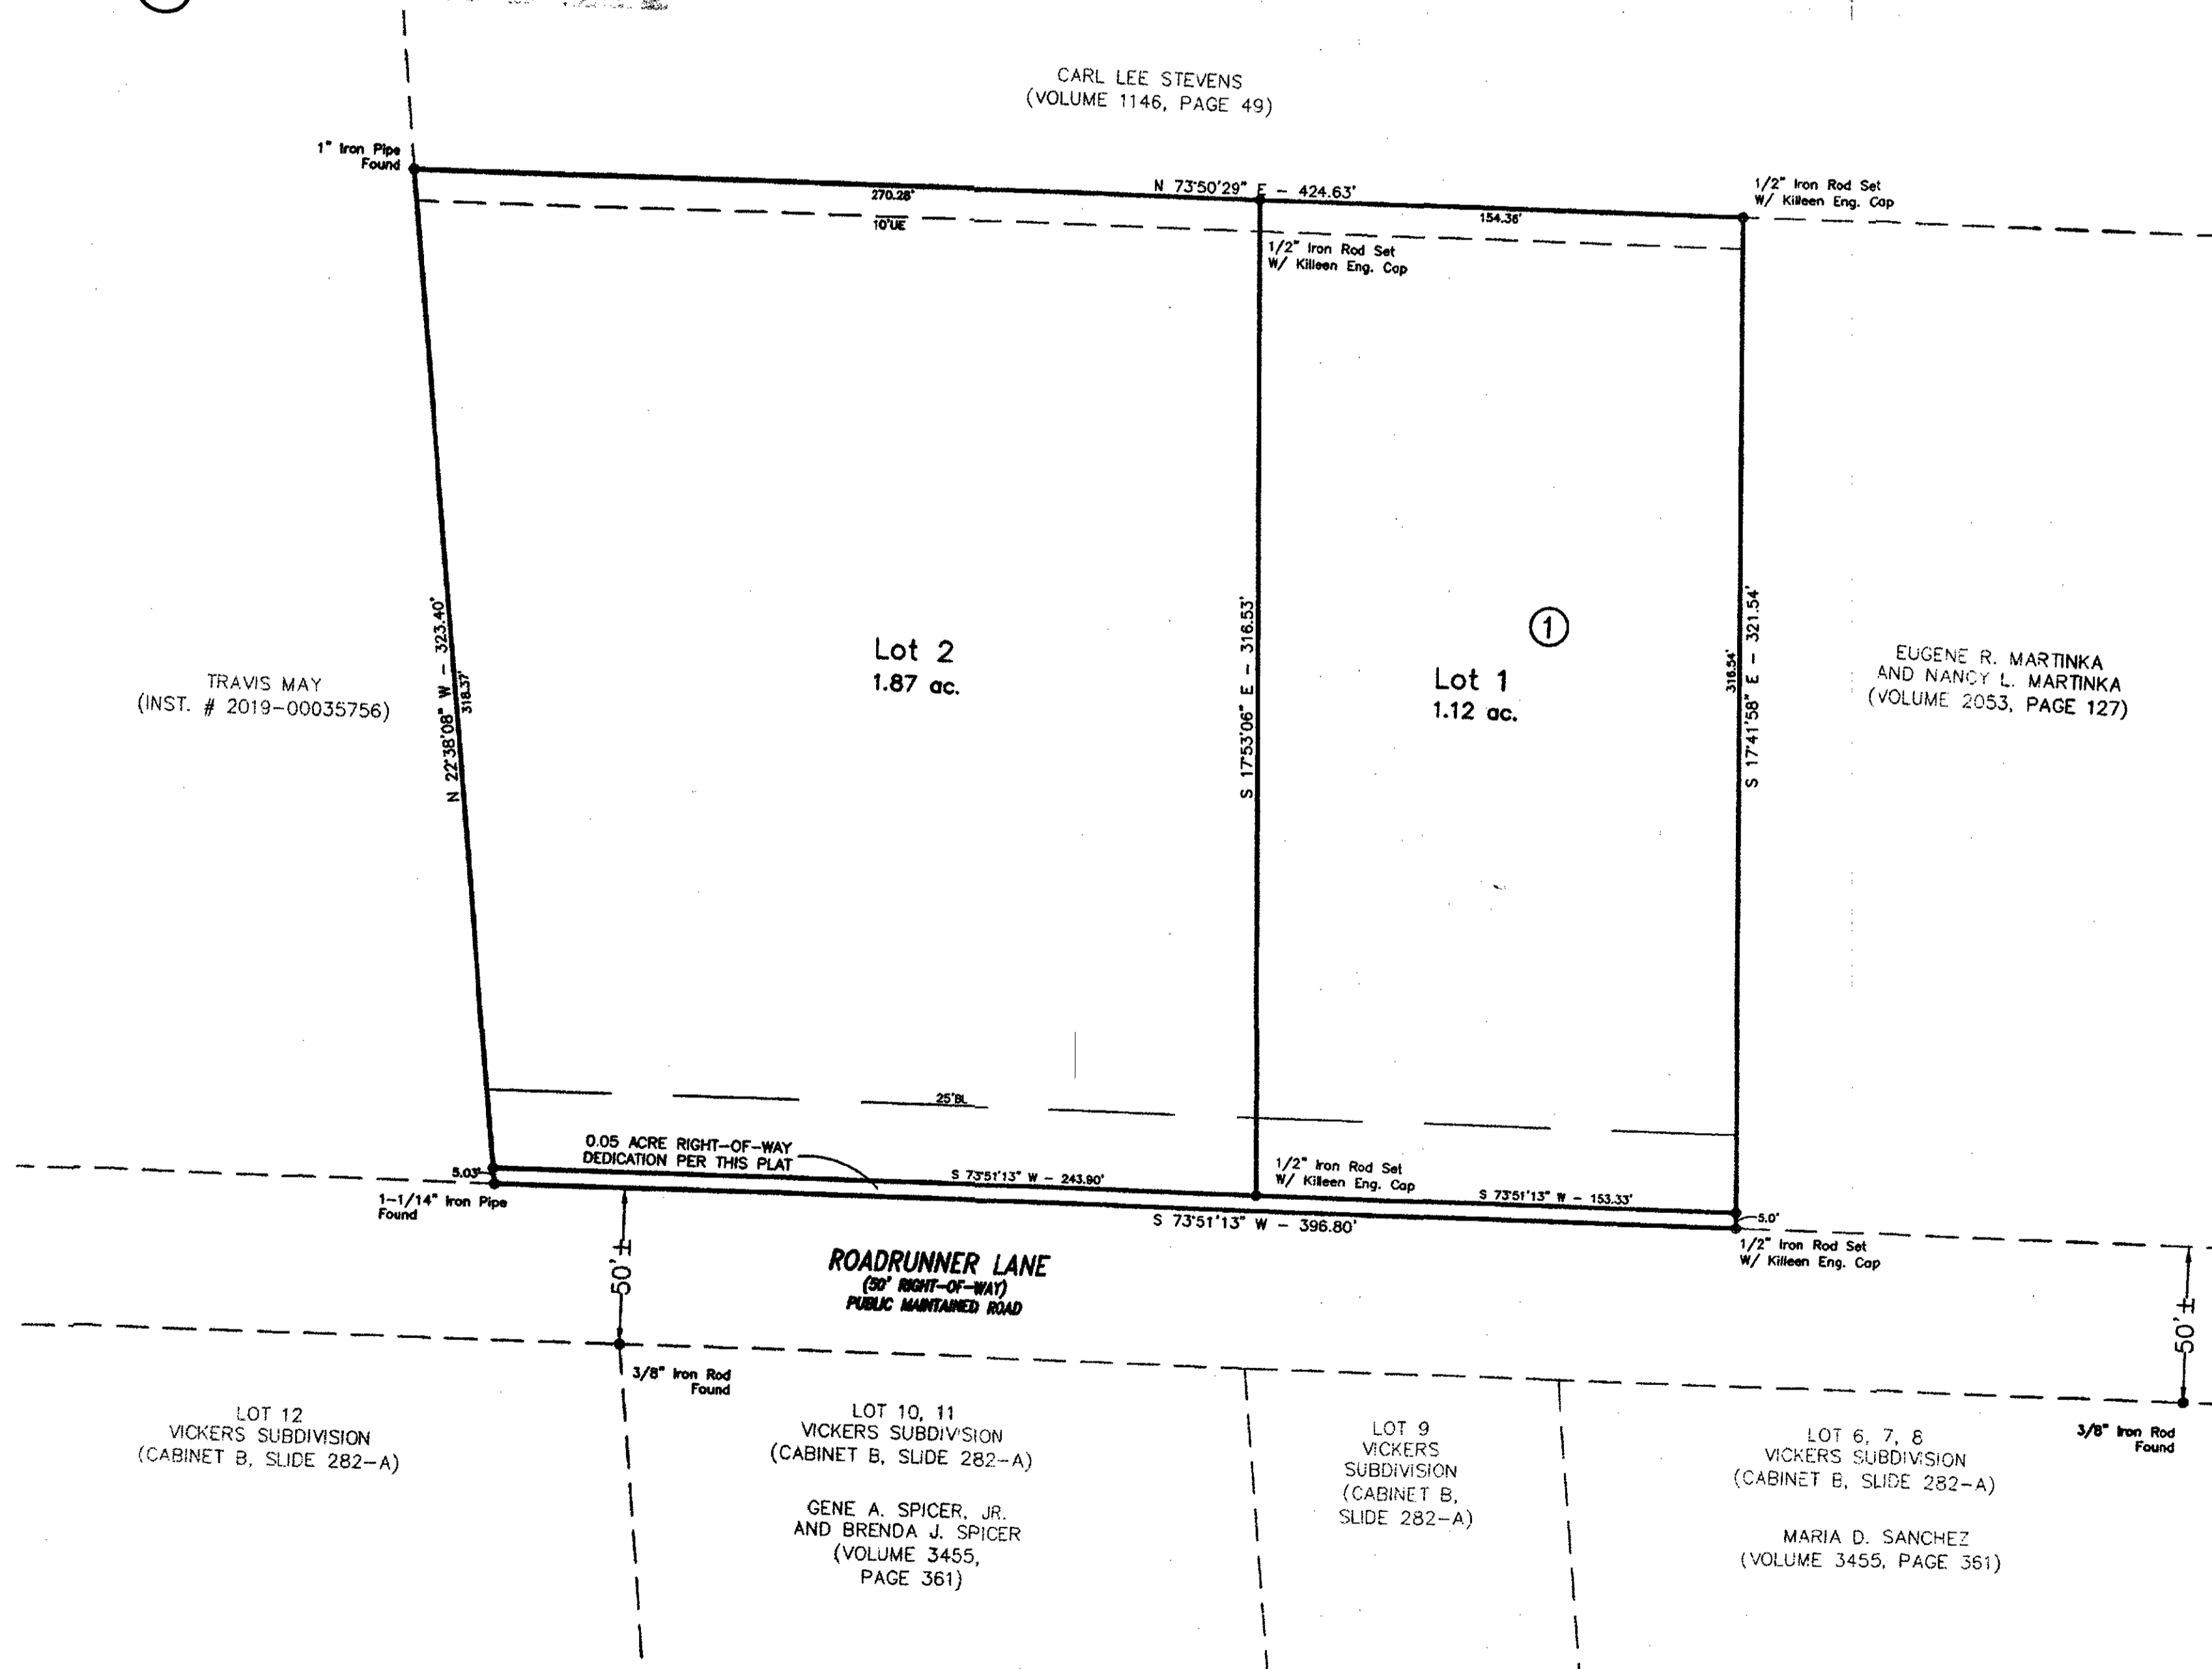 CARL LEE STEVENS
(VOLUME 1146, PAGE 49)
1" Iron Pipe
Found
N 73°50'29" E - 424.63'
270.28'
10'UE
154.36'
1/2" Iron Rod Set
W/ Killeen Eng. Cap
1/2" Iron Rod Set
W/ Killeen Eng. Cap
N 22°38'08" W - 323.40'
318.37'
S 17°53'06" E - 316.53'
316.54'
S 17°41'58" E - 321.54'
1
Lot 2
1.87 ac.
Lot 1
1.12 ac.
TRAVIS MAY
(INST. # 2019-00035756)
EUGENE R. MARTINKA
AND NANCY L. MARTINKA
(VOLUME 2053, PAGE 127)
25'BL
0.05 ACRE RIGHT-OF-WAY
DEDICATION PER THIS PLAT
5.03'
S 73°51'13" W - 243.90'
1/2" Iron Rod Set
W/ Killeen Eng. Cap
S 73°51'13" W - 153.33'
5.0'
1-1/14" Iron Pipe
Found
S 73°51'13" W - 396.80'
1/2" Iron Rod Set
W/ Killeen Eng. Cap
50'±
ROADRUNNER LANE
(50' RIGHT-OF-WAY)
PUBLIC MAINTAINED ROAD
50'±
3/8" Iron Rod
Found
3/8" Iron Rod
Found
LOT 12
VICKERS SUBDIVISION
(CABINET B, SLIDE 282-A)
LOT 10, 11
VICKERS SUBDIVISION
(CABINET B, SLIDE 282-A)
GENE A. SPICER, JR.
AND BRENDA J. SPICER
(VOLUME 3455,
PAGE 361)
LOT 9
VICKERS
SUBDIVISION
(CABINET B,
SLIDE 282-A)
LOT 6, 7, 8
VICKERS SUBDIVISION
(CABINET B, SLIDE 282-A)
MARIA D. SANCHEZ
(VOLUME 3455, PAGE 361)